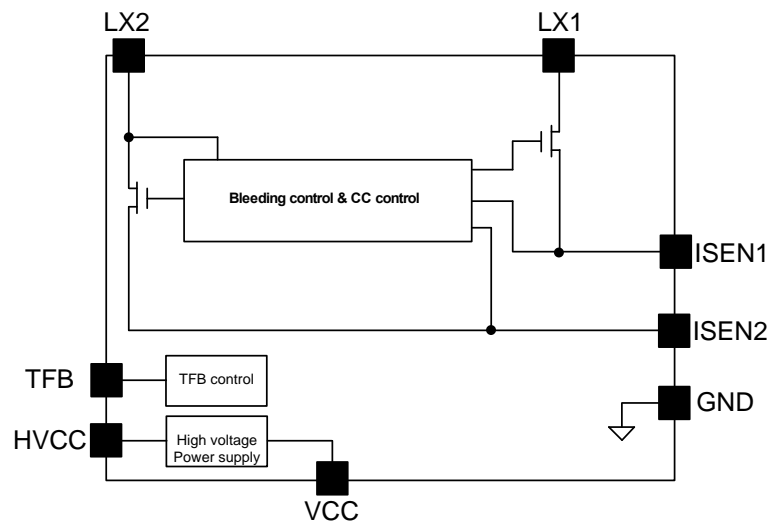 LX2
LX1
Bleeding control & CC control
ISEN1
ISEN2
TFB
TFB control
GND
HVCC
High voltage
Power supply
VCC